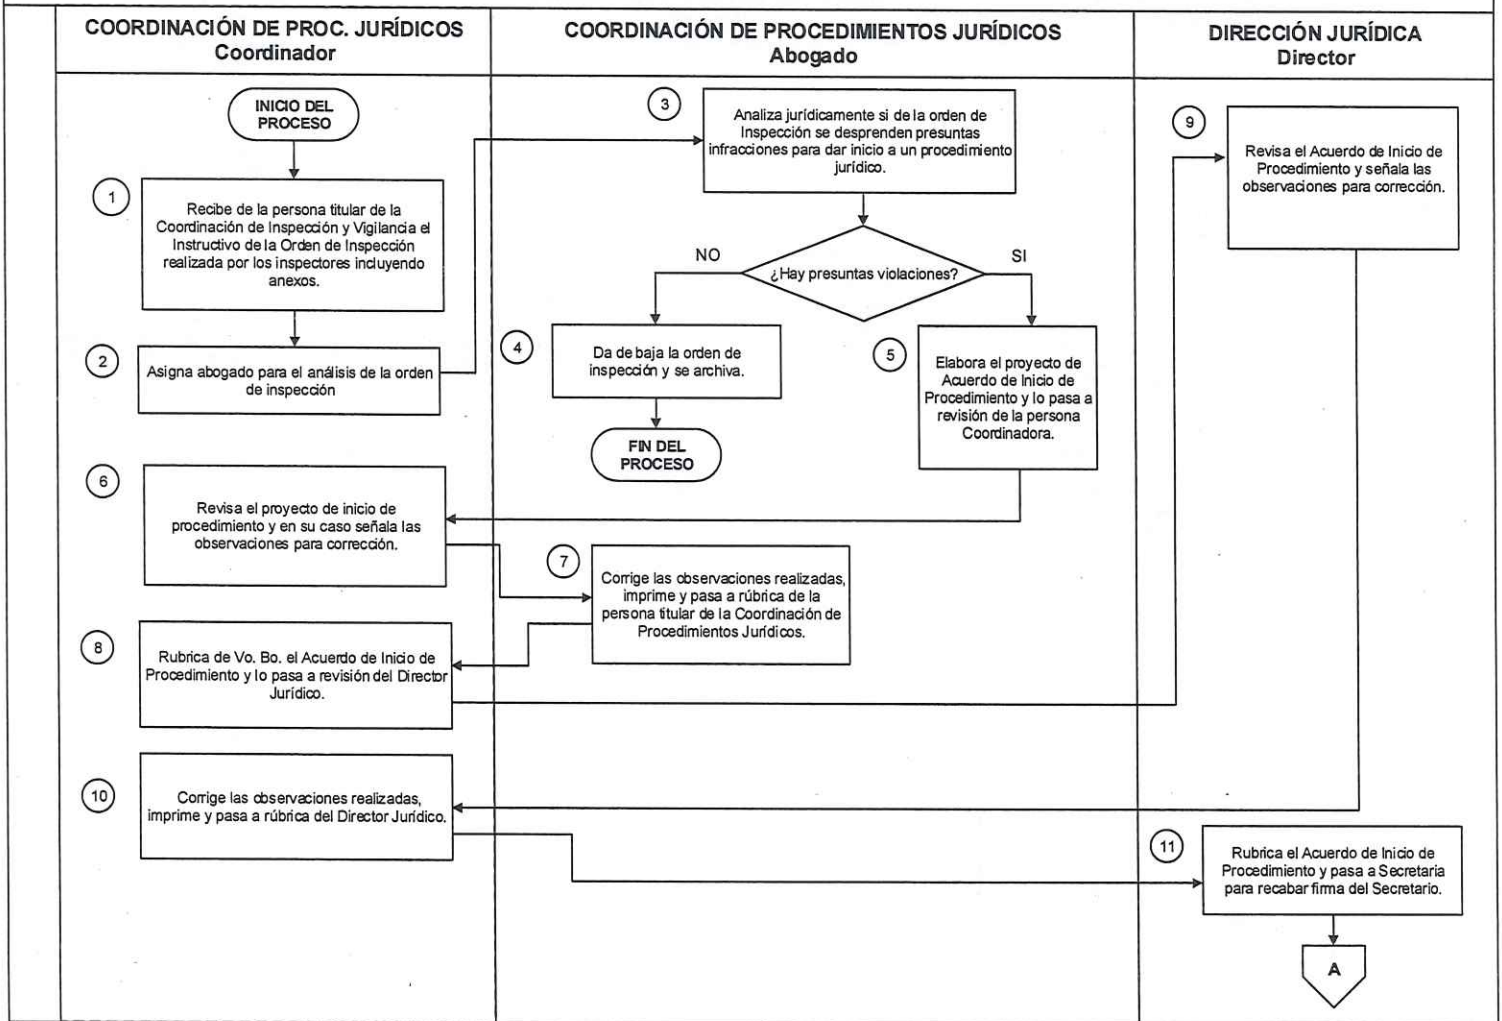 COORDINACIÓN DE PROC. JURÍDICOS
Coordinador
COORDINACIÓN DE PROCEDIMIENTOS JURÍDICOS
Abogado
DIRECCIÓN JURÍDICA
Director
INICIO DEL
PROCESO
1
Recibe de la persona titular de la
Coordinación de Inspección y Vigilancia el
Instructivo de la Orden de Inspección
realizada por los inspectores incluyendo
anexos.
2
Asigna abogado para el análisis de la orden
de inspección
3
Analiza jurídicamente si de la orden de
Inspección se desprenden presuntas
infracciones para dar inicio a un procedimiento
jurídico.
¿Hay presuntas violaciones?
NO
SI
4
Da de baja la orden de
inspección y se archiva.
FIN DEL
PROCESO
5
Elabora el proyecto de
Acuerdo de Inicio de
Procedimiento y lo pasa a
revisión de la persona
Coordinadora.
6
Revisa el proyecto de inicio de
procedimiento y en su caso señala las
observaciones para corrección.
7
Corrige las observaciones realizadas,
imprime y pasa a rúbrica de la
persona titular de la Coordinación de
Procedimientos Jurídicos.
8
Rubrica de Vo. Bo. el Acuerdo de Inicio de
Procedimiento y lo pasa a revisión del Director
Jurídico.
9
Revisa el Acuerdo de Inicio de
Procedimiento y señala las
observaciones para corrección.
10
Corrige las observaciones realizadas,
imprime y pasa a rúbrica del Director Jurídico.
11
Rubrica el Acuerdo de Inicio de
Procedimiento y pasa a Secretaria
para recabar firma del Secretario.
A